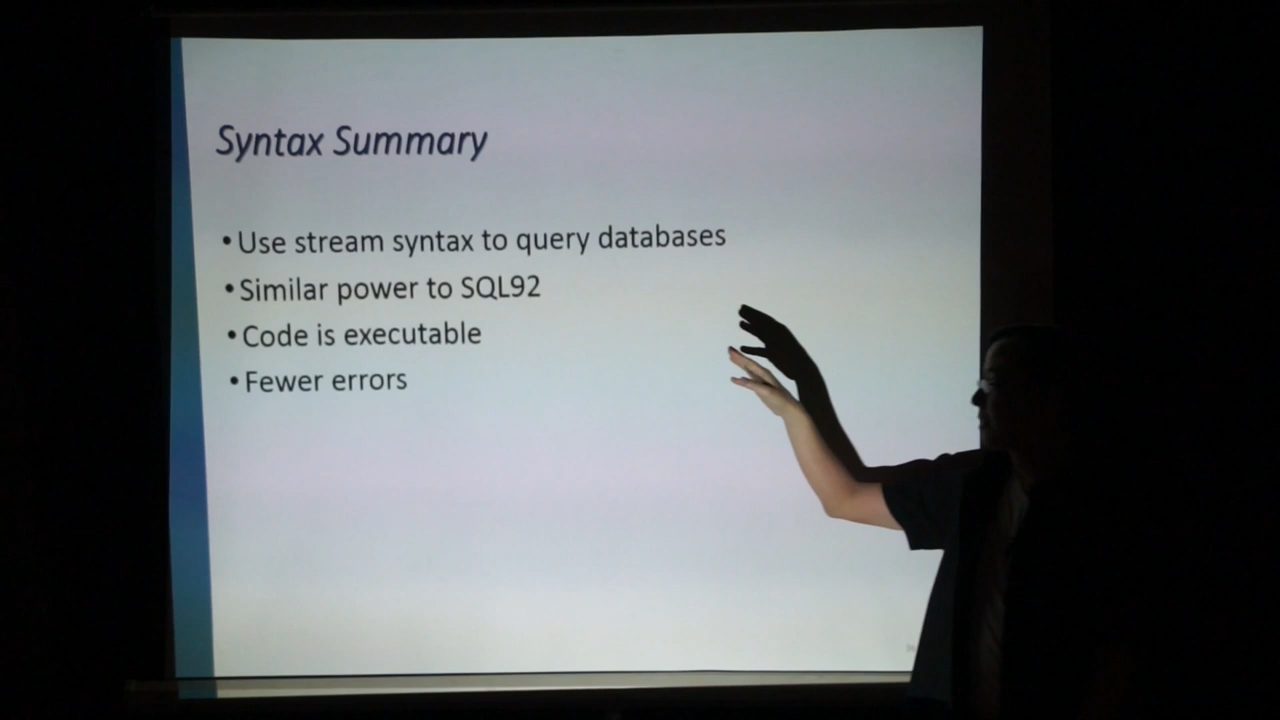 Syntax Summary
• Use stream syntax to query databases
• Similar power to SQL92
• Code is executable
• Fewer errors